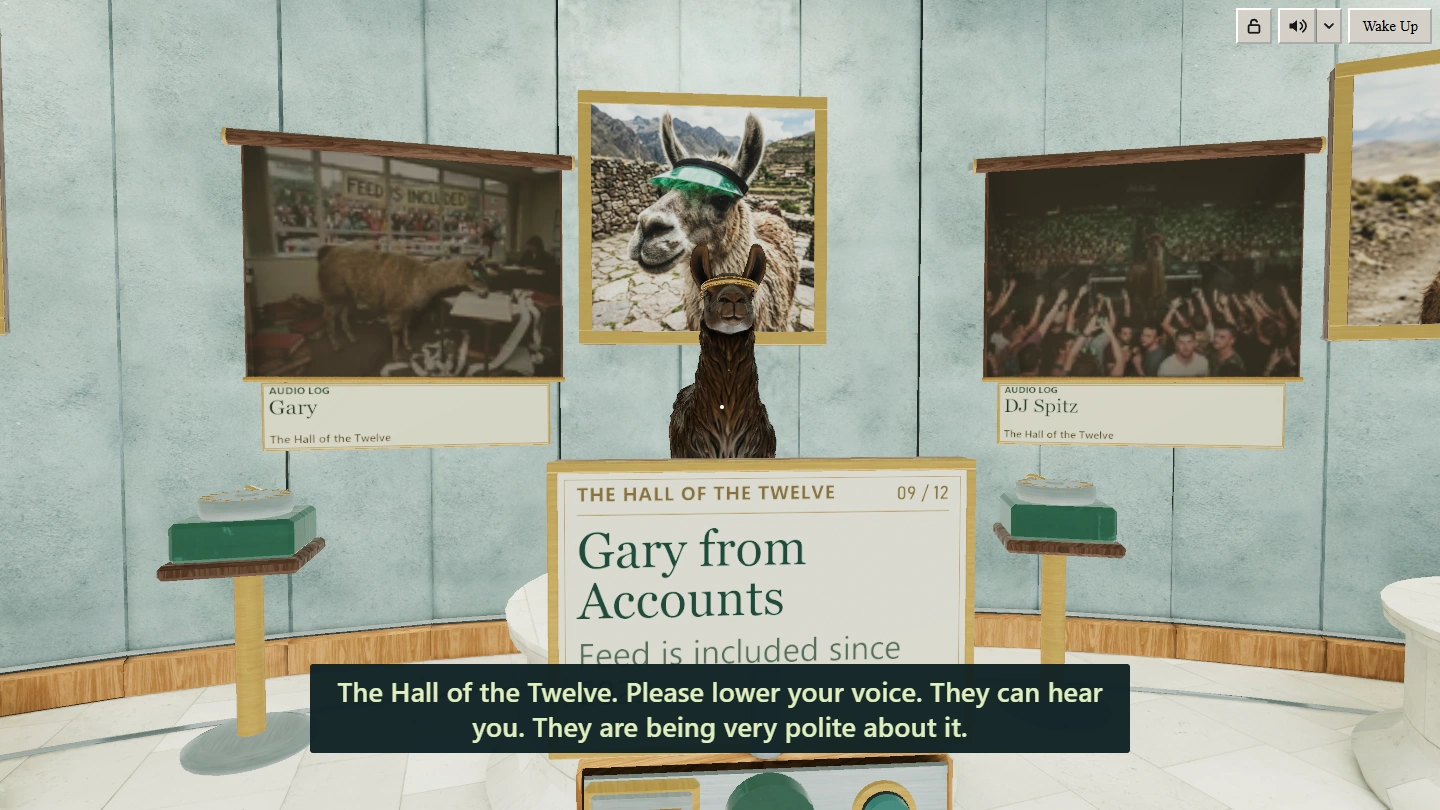 Wake Up
FEED IS INCLUDED
AUDIO LOG
Gary
The Hall of the Twelve
AUDIO LOG
DJ Spitz
The Hall of the Twelve
THE HALL OF THE TWELVE 09 / 12
Gary from
Accounts
Feed is included since
The Hall of the Twelve. Please lower your voice. They can hear
you. They are being very polite about it.